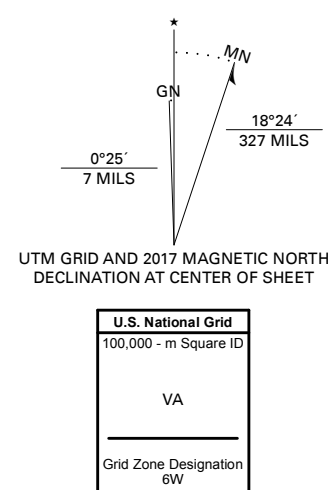 ★
MN
GN
18°24´
327 MILS
0°25´
7 MILS
UTM GRID AND 2017 MAGNETIC NORTH
DECLINATION AT CENTER OF SHEET
U.S. National Grid
100,000 - m Square ID
VA
Grid Zone Designation
6W